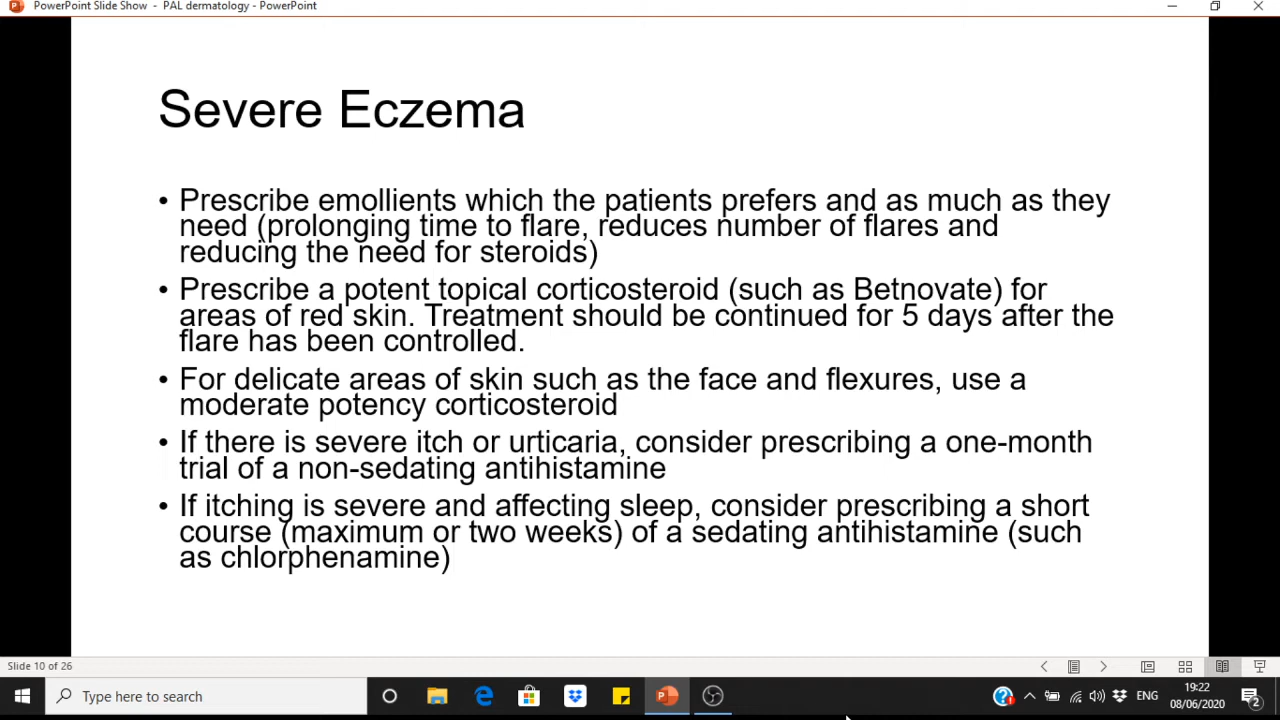 PowerPoint Slide Show - PAL dermatology - PowerPoint
Severe Eczema
• Prescribe emollients which the patients prefers and as much as they
need (prolonging time to flare, reduces number of flares and
reducing the need for steroids)
• Prescribe a potent topical corticosteroid (such as Betnovate) for
areas of red skin. Treatment should be continued for 5 days after the
flare has been controlled.
• For delicate areas of skin such as the face and flexures, use a
moderate potency corticosteroid
• If there is severe itch or urticaria, consider prescribing a one-month
trial of a non-sedating antihistamine
• If itching is severe and affecting sleep, consider prescribing a short
course (maximum or two weeks) of a sedating antihistamine (such
as chlorphenamine)
Slide 10 of 26
Type here to search
ENG
19:22
08/06/2020
2